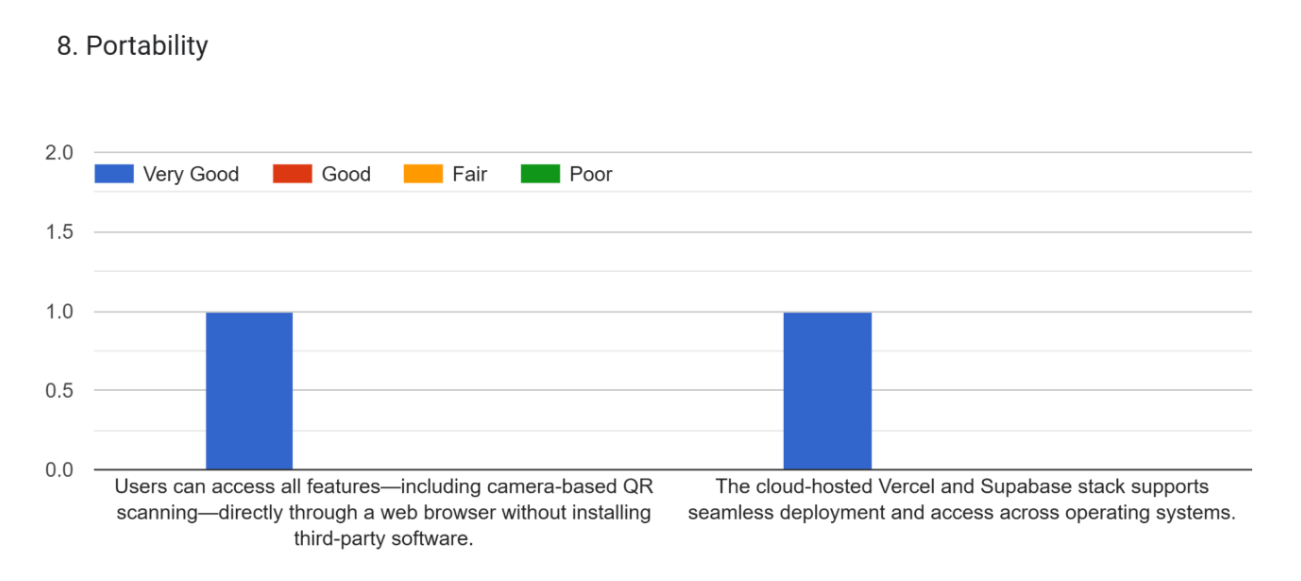 8. Portability
2.0
Very Good
Good
Fair
Poor
1.5
1.0
0.5
0.0
Users can access all features—including camera-based QR
scanning—directly through a web browser without installing
third-party software.
The cloud-hosted Vercel and Supabase stack supports
seamless deployment and access across operating systems.